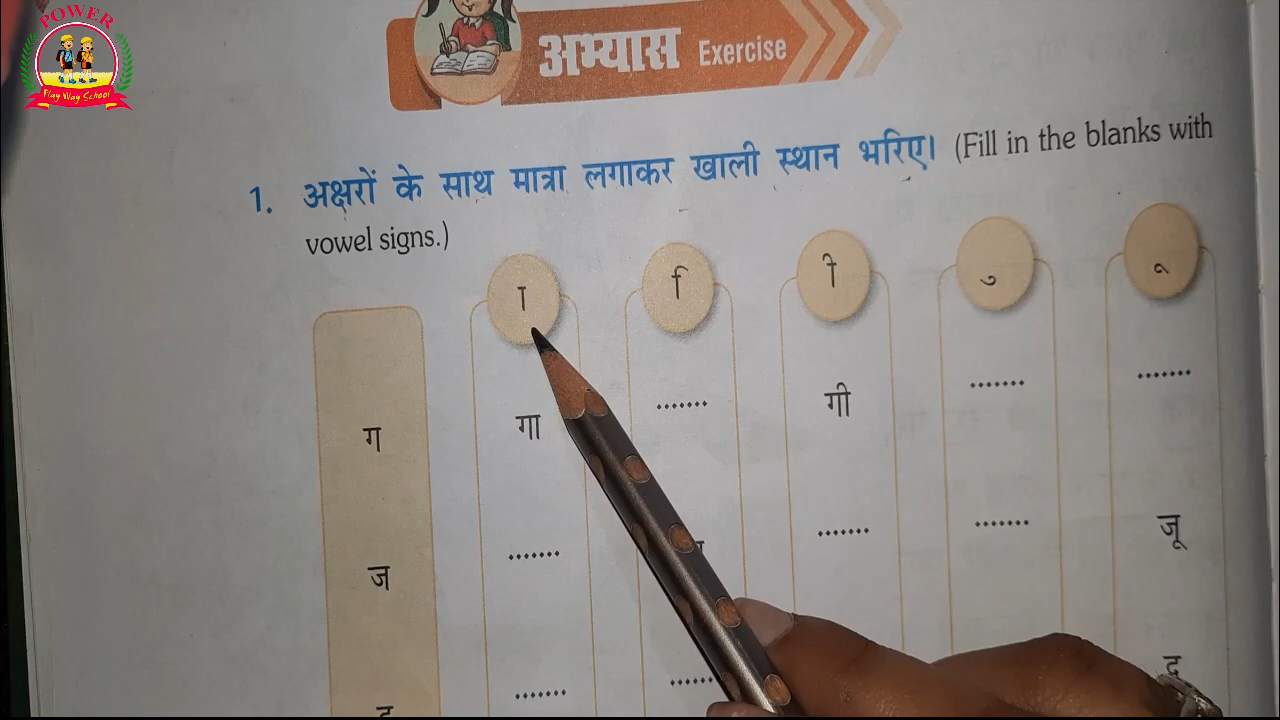 POWER
Play Way School
अभ्यास Exercise
1. अक्षरों के साथ मात्रा लगाकर खाली स्थान भरिए। (Fill in the blanks with
vowel signs.)
ा ि ी ु ू
ग गा ....... गी ....... .......
ज ....... ....... ....... जू
....... .......